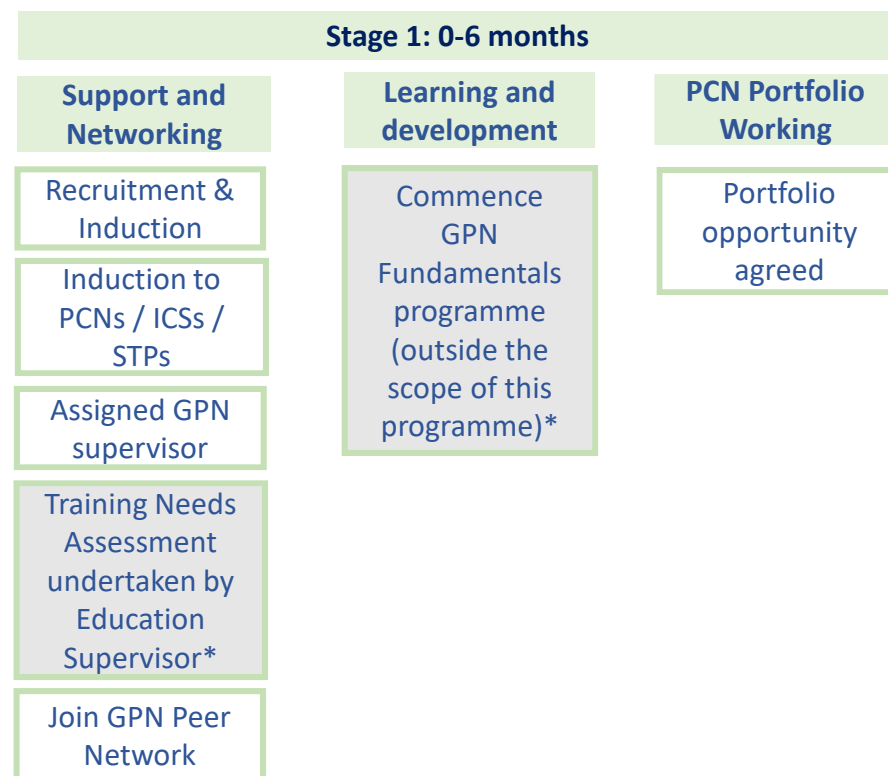 Stage 1: 0-6 months
Support and
Networking
Recruitment &
Induction
Induction to
PCNs / ICSs /
STPs
Assigned GPN
supervisor
Training Needs
Assessment
undertaken by
Education
Supervisor*
Join GPN Peer
Network
Learning and
development
Commence
GPN
Fundamentals
programme
(outside the
scope of this
programme)*
PCN Portfolio
Working
Portfolio
opportunity
agreed